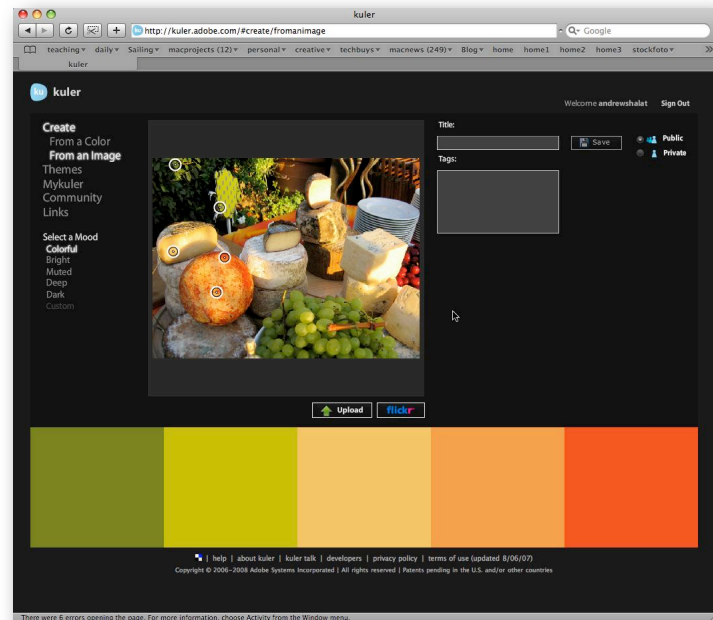 kuler
http://kuler.adobe.com/#create/fromanimage
Google
teaching daily Sailing macprojects (12) personal creative techbuys macnews (249) Blog home home1 home2 home3 stockfoto
kuler
ku kuler
Welcome andrewshalat Sign Out
Create
From a Color
From an Image
Themes
Mykuler
Community
Links
Select a Mood
Colorful
Bright
Muted
Deep
Dark
Custom
Title:
Save
Public
Private
Tags:
Upload
flickr
| help | about kuler | kuler talk | developers | privacy policy | terms of use (updated 8/06/07)
Copyright © 2006–2008 Adobe Systems Incorporated | All rights reserved | Patents pending in the U.S. and/or other countries
There were 6 errors opening the page. For more information, choose Activity from the Window menu.